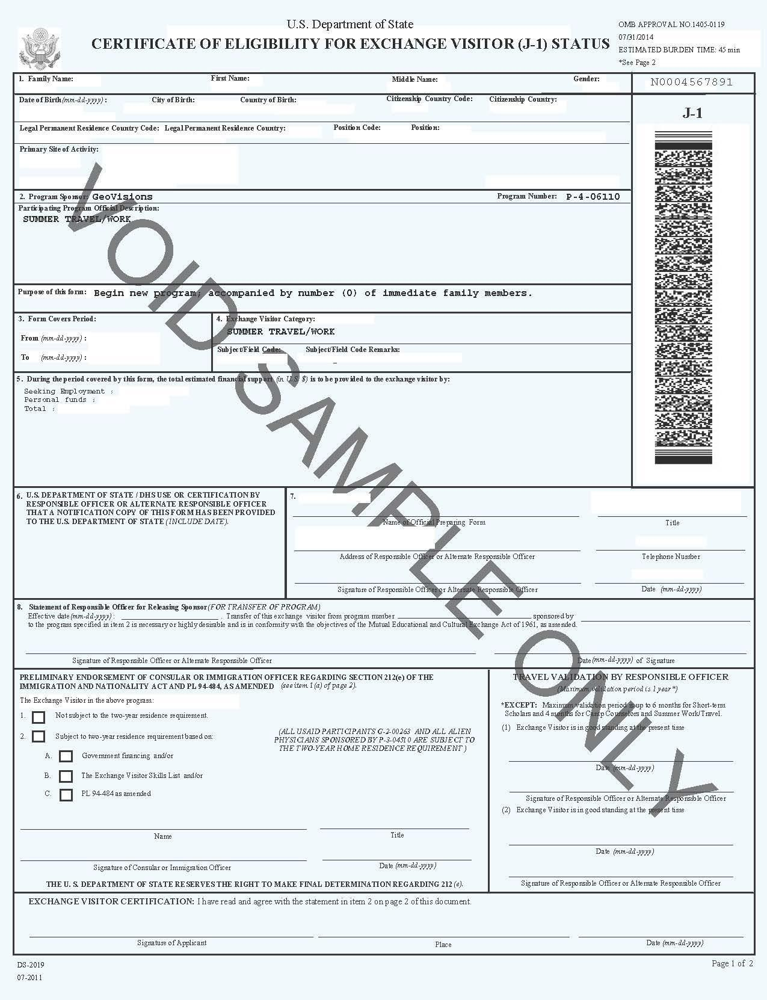 U.S. Department of State
CERTIFICATE OF ELIGIBILITY FOR EXCHANGE VISITOR (J-1) STATUS
OMB APPROVAL NO.1405-0119
07/31/2014
ESTIMATED BURDEN TIME: 45 min
*See Page 2
1. Family Name: First Name: Middle Name: Gender:
N0004567891
Date of Birth(mm-dd-yyyy) : City of Birth: Country of Birth: Citizenship Country Code: Citizenship Country:
J-1
Legal Permanent Residence Country Code: Legal Permanent Residence Country: Position Code: Position:
Primary Site of Activity:
2. Program Sponsor: GeoVisions Program Number: P-4-06110
Participating Program Official Description:
SUMMER TRAVEL/WORK
Purpose of this form: Begin new program; accompanied by number (0) of immediate family members.
3. Form Covers Period:
From (mm-dd-yyyy) :
To (mm-dd-yyyy) :
4. Exchange Visitor Category:
SUMMER TRAVEL/WORK
Subject/Field Code: Subject/Field Code Remarks:
5. During the period covered by this form, the total estimated financial support (in U.S. $) is to be provided to the exchange visitor by:
Seeking Employment :
Personal funds :
Total :
6. U.S. DEPARTMENT OF STATE / DHS USE OR CERTIFICATION BY
RESPONSIBLE OFFICER OR ALTERNATE RESPONSIBLE OFFICER
THAT A NOTIFICATION COPY OF THIS FORM HAS BEEN PROVIDED
TO THE U.S. DEPARTMENT OF STATE (INCLUDE DATE).
7.
Name of Official Preparing Form Title
Address of Responsible Officer or Alternate Responsible Officer Telephone Number
Signature of Responsible Officer or Alternate Responsible Officer Date (mm-dd-yyyy)
8. Statement of Responsible Officer for Releasing Sponsor(FOR TRANSFER OF PROGRAM)
Effective date(mm-dd-yyyy) : . Transfer of this exchange visitor from program number sponsored by
to the program specified in item 2 is necessary or highly desirable and is in conformity with the objectives of the Mutual Educational and Cultural Exchange Act of 1961, as amended.
Signature of Responsible Officer or Alternate Responsible Officer Date(mm-dd-yyyy) of Signature
PRELIMINARY ENDORSEMENT OF CONSULAR OR IMMIGRATION OFFICER REGARDING SECTION 212(e) OF THE
IMMIGRATION AND NATIONALITY ACT AND PL 94-484, AS AMENDED (see item 1(a) of page 2).
The Exchange Visitor in the above program:
1. Not subject to the two-year residence requirement.
2. Subject to two-year residence requirement based on:
A. Government financing and/or
B. The Exchange Visitor Skills List and/or
C. PL 94-484 as amended
(ALL USAID PARTICIPANTS G-2-00263 AND ALL ALIEN
PHYSICIANS SPONSORED BY P-3-04510 ARE SUBJECT TO
THE TWO-YEAR HOME RESIDENCE REQUIREMENT )
Name Title
Signature of Consular or Immigration Officer Date (mm-dd-yyyy)
THE U. S. DEPARTMENT OF STATE RESERVES THE RIGHT TO MAKE FINAL DETERMINATION REGARDING 212 (e).
TRAVEL VALIDATION BY RESPONSIBLE OFFICER
(Maximum validation period is 1 year*)
*EXCEPT: Maximum validation period is up to 6 months for Short-term
Scholars and 4 months for Camp Counselors and Summer Work/Travel.
(1) Exchange Visitor is in good standing at the present time
Date (mm-dd-yyyy)
Signature of Responsible Officer or Alternate Responsible Officer
(2) Exchange Visitor is in good standing at the present time
Date (mm-dd-yyyy)
Signature of Responsible Officer or Alternate Responsible Officer
EXCHANGE VISITOR CERTIFICATION: I have read and agree with the statement in item 2 on page 2 of this document.
Signature of Applicant Place Date (mm-dd-yyyy)
DS-2019
07-2011
Page 1 of 2
VOID SAMPLE ONLY